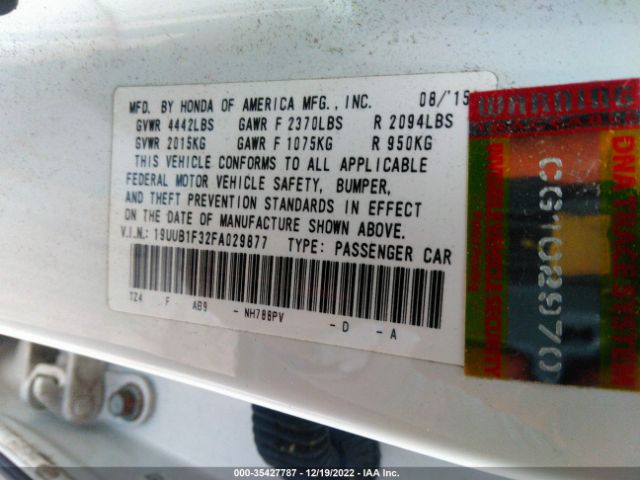 MFD. BY HONDA OF AMERICA MFG., INC. 08/'15
GVWR 4442LBS GAWR F 2370LBS R 2094LBS
GVWR 2015KG GAWR F 1075KG R 950KG
THIS VEHICLE CONFORMS TO ALL APPLICABLE
FEDERAL MOTOR VEHICLE SAFETY, BUMPER,
AND THEFT PREVENTION STANDARDS IN EFFECT
ON THE DATE OF MANUFACTURE SHOWN ABOVE.
V.I.N.: 19UUB1F32FA029877 TYPE: PASSENGER CAR
TZ4 F AB9 - NH788PV - D - A
WARNING
CG102970
000-35427787 - 12/19/2022 - IAA Inc.